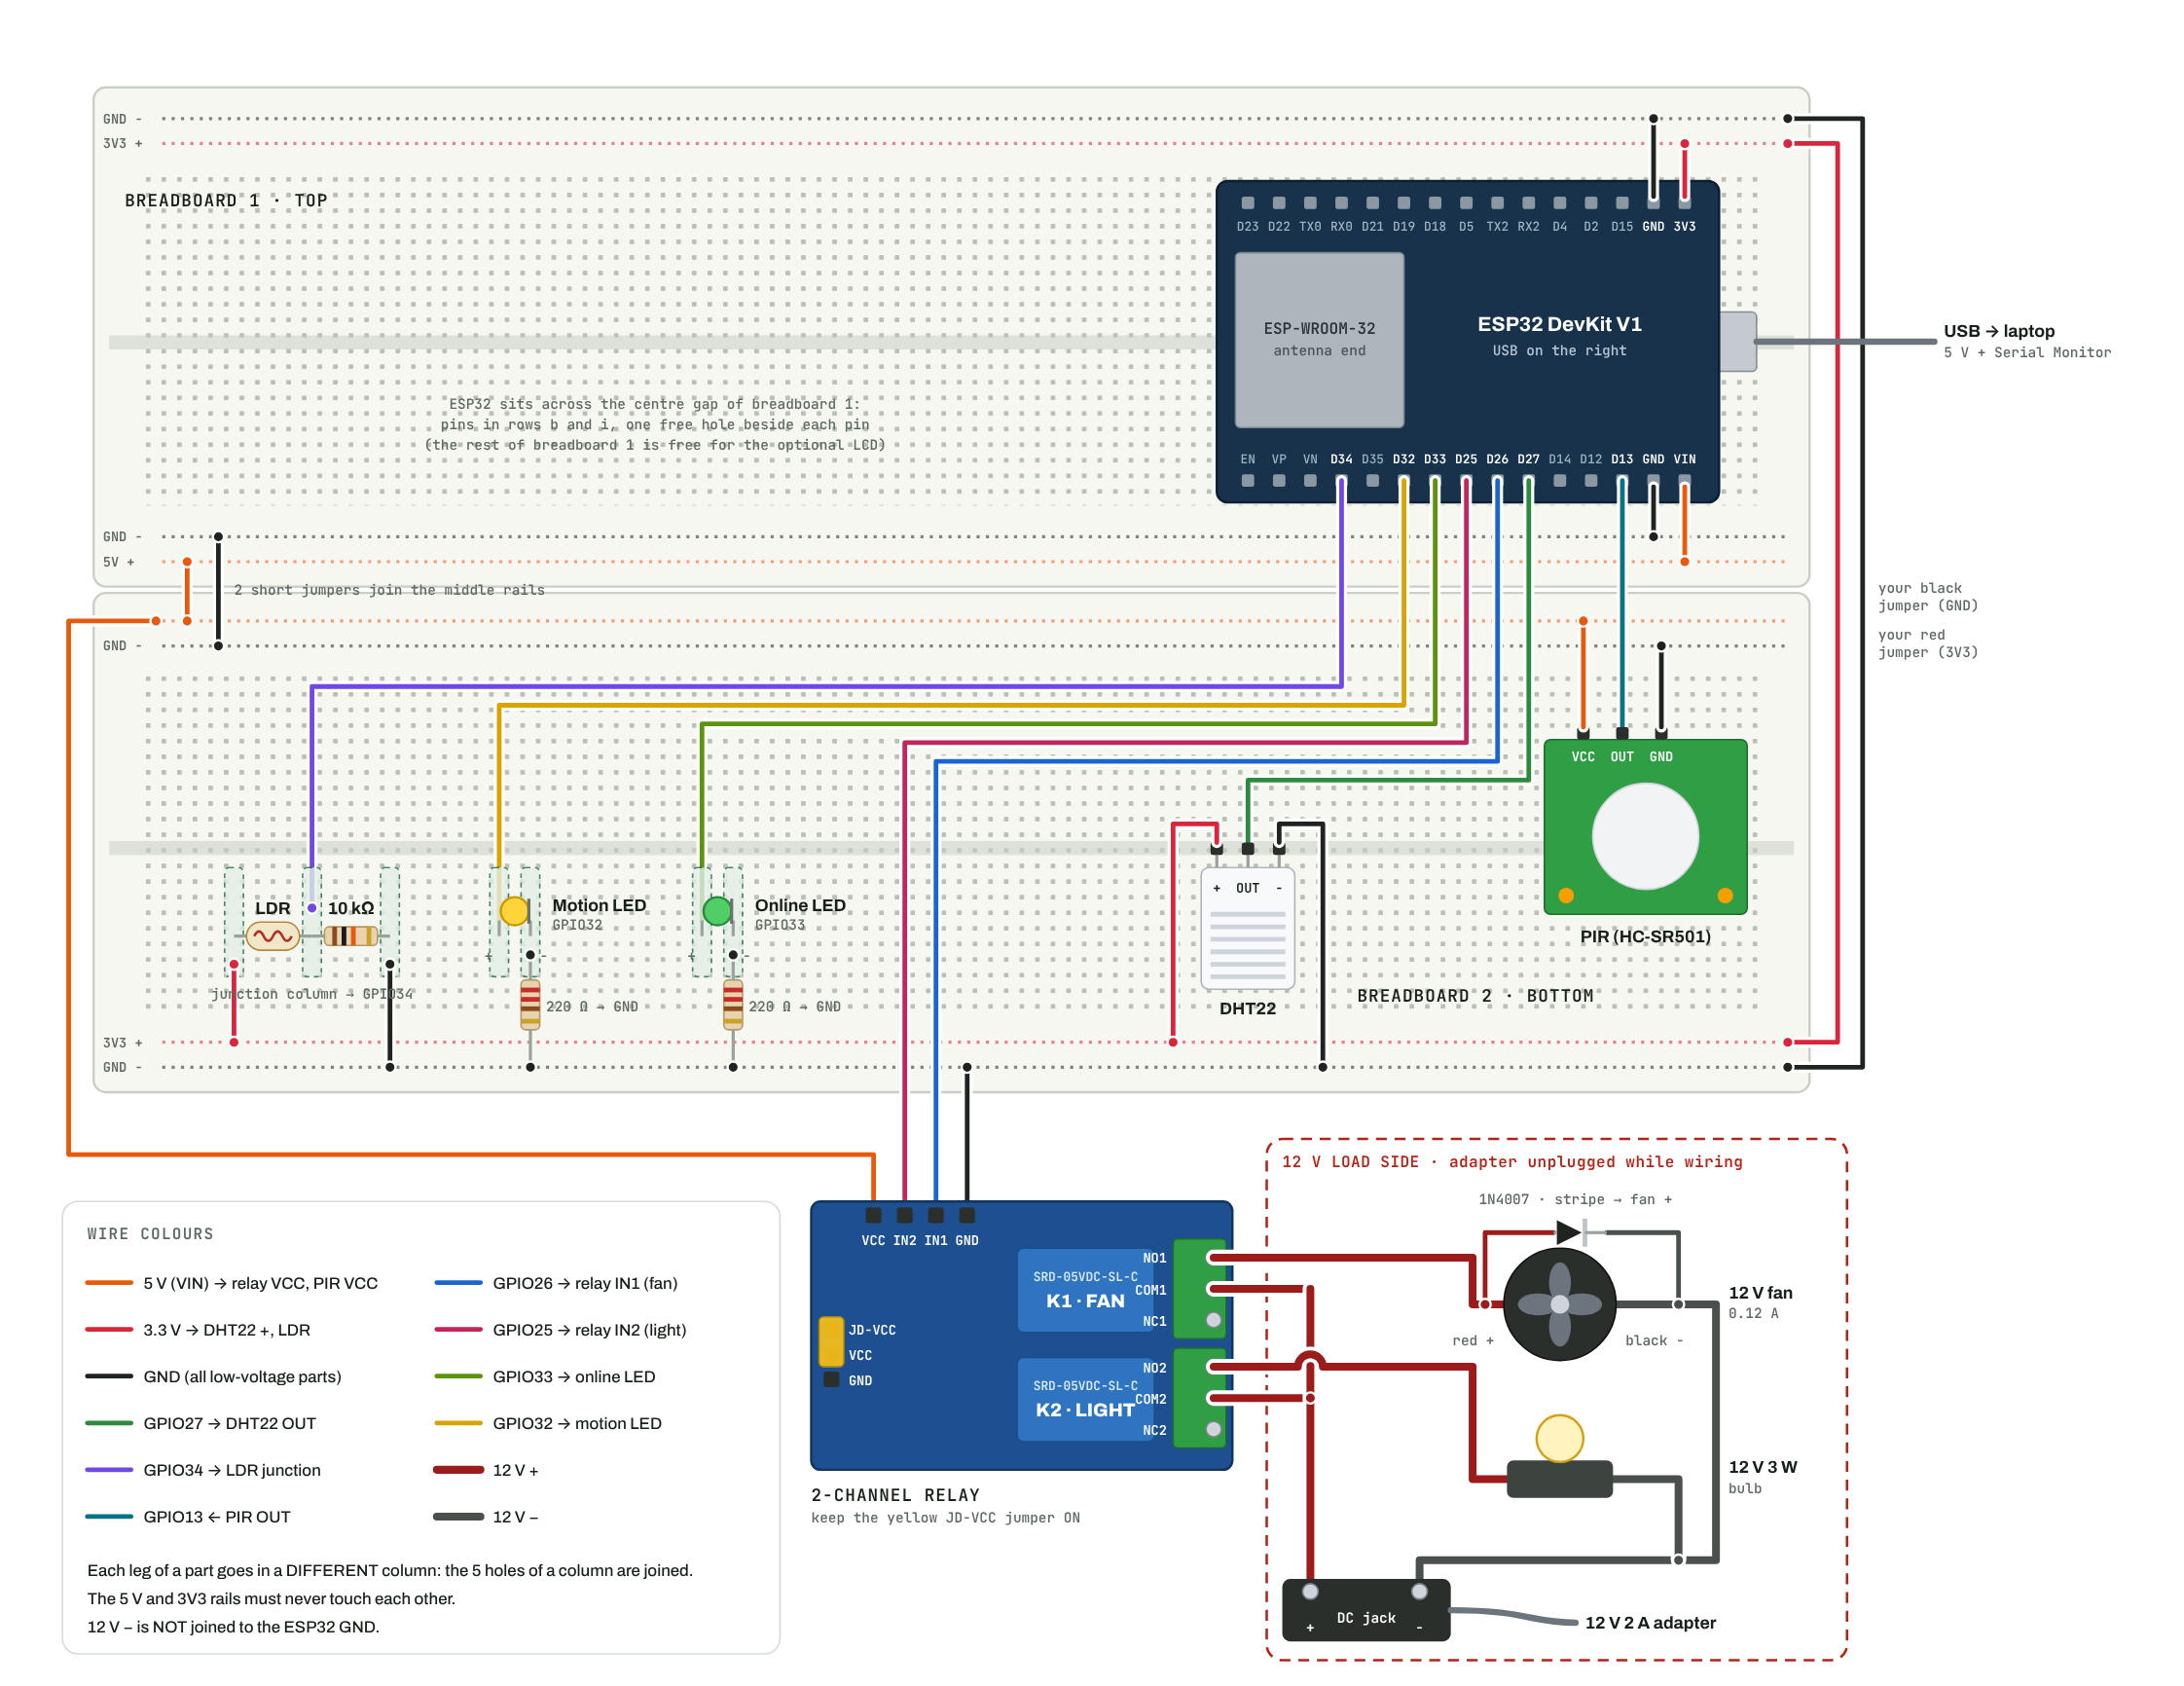 GND -
3V3 +
BREADBOARD 1 · TOP
D23 D22 TX0 RX0 D21 D19 D18 D5 TX2 RX2 D4 D2 D15 GND 3V3
ESP-WROOM-32
antenna end
ESP32 DevKit V1
USB on the right
USB → laptop
5 V + Serial Monitor
ESP32 sits across the centre gap of breadboard 1:
pins in rows b and i, one free hole beside each pin
(the rest of breadboard 1 is free for the optional LCD)
EN VP VN D34 D35 D32 D33 D25 D26 D27 D14 D12 D13 GND VIN
GND -
5V +
2 short jumpers join the middle rails
your black
jumper (GND)
your red
jumper (3V3)
GND -
VCC OUT GND
PIR (HC-SR501)
LDR
10 kΩ
junction column → GPIO34
Motion LED
GPIO32
+ -
220 Ω → GND
Online LED
GPIO33
+ -
220 Ω → GND
+ OUT -
DHT22
BREADBOARD 2 · BOTTOM
3V3 +
GND -
12 V LOAD SIDE · adapter unplugged while wiring
1N4007 · stripe → fan +
WIRE COLOURS
5 V (VIN) → relay VCC, PIR VCC
3.3 V → DHT22 +, LDR
GND (all low-voltage parts)
GPIO27 → DHT22 OUT
GPIO34 → LDR junction
GPIO13 ← PIR OUT
GPIO26 → relay IN1 (fan)
GPIO25 → relay IN2 (light)
GPIO33 → online LED
GPIO32 → motion LED
12 V +
12 V –
Each leg of a part goes in a DIFFERENT column: the 5 holes of a column are joined.
The 5 V and 3V3 rails must never touch each other.
12 V – is NOT joined to the ESP32 GND.
VCC IN2 IN1 GND
SRD-05VDC-SL-C
K1 · FAN
NO1
COM1
NC1
JD-VCC
VCC
GND
SRD-05VDC-SL-C
K2 · LIGHT
NO2
COM2
NC2
2-CHANNEL RELAY
keep the yellow JD-VCC jumper ON
red +
black -
12 V fan
0.12 A
12 V 3 W
bulb
DC jack
+ -
12 V 2 A adapter